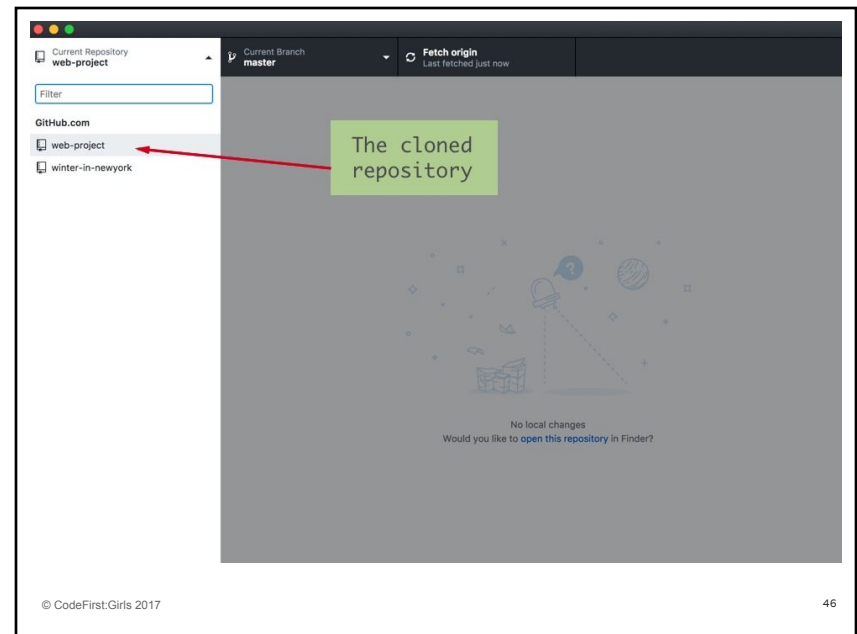 Current Repository
web-project
Current Branch
master
Fetch origin
Last fetched just now
Filter
GitHub.com
web-project
winter-in-newyork
The cloned
repository
?
No local changes
Would you like to open this repository in Finder?
© CodeFirst:Girls 2017
46